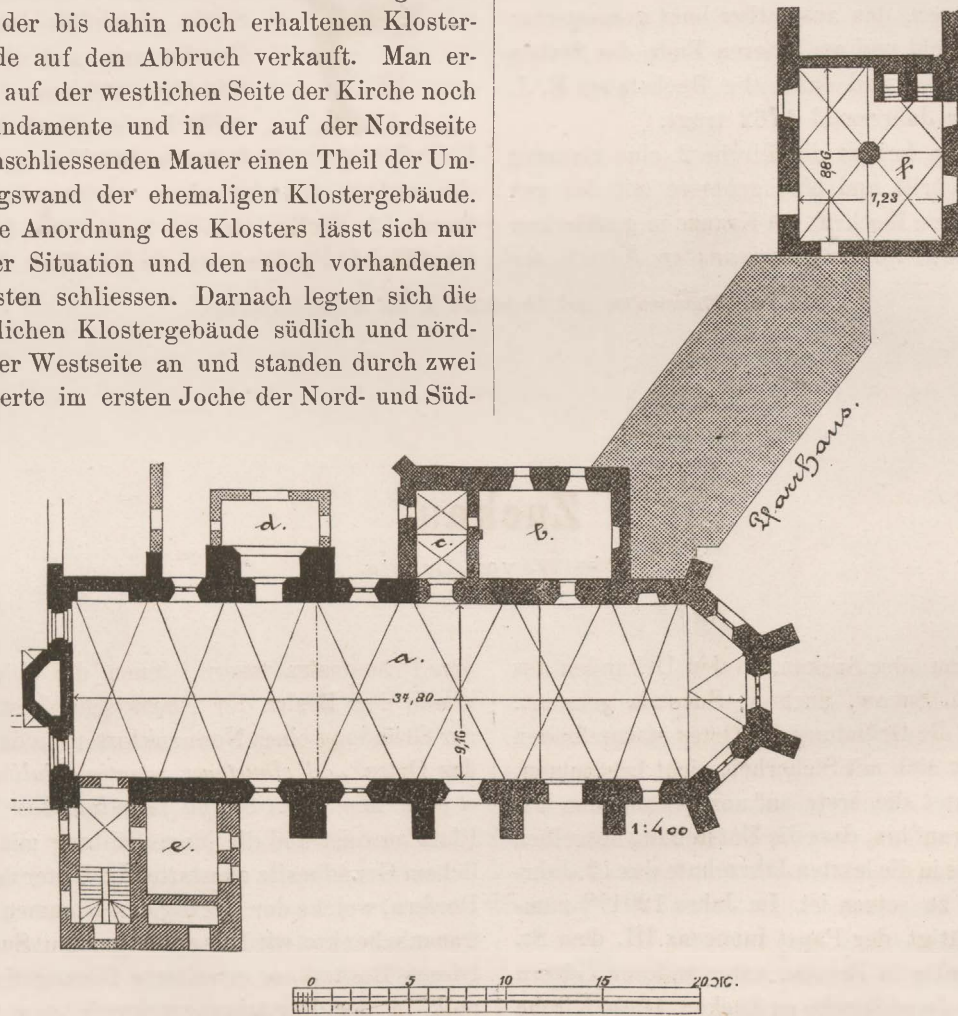 der bis dahin noch erhaltenen Kloster-
de auf den Abbruch verkauft. Man er-
auf der westlichen Seite der Kirche noch
ndamente und in der auf der Nordseite
nschliessenden Mauer einen Theil der Um-
gswand der ehemaligen Klostergebäude.
e Anordnung des Klosters lässt sich nur
er Situation und den noch vorhandenen
sten schliessen. Darnach legten sich die
lichen Klostergebäude südlich und nörd-
er Westseite an und standen durch zwei
erte im ersten Joche der Nord- und Süd-
f.
8,86
7,23
Pfarrhaus.
d.
c.
b.
a.
37,80
9,16
e.
1:400
0 5 10 15 20